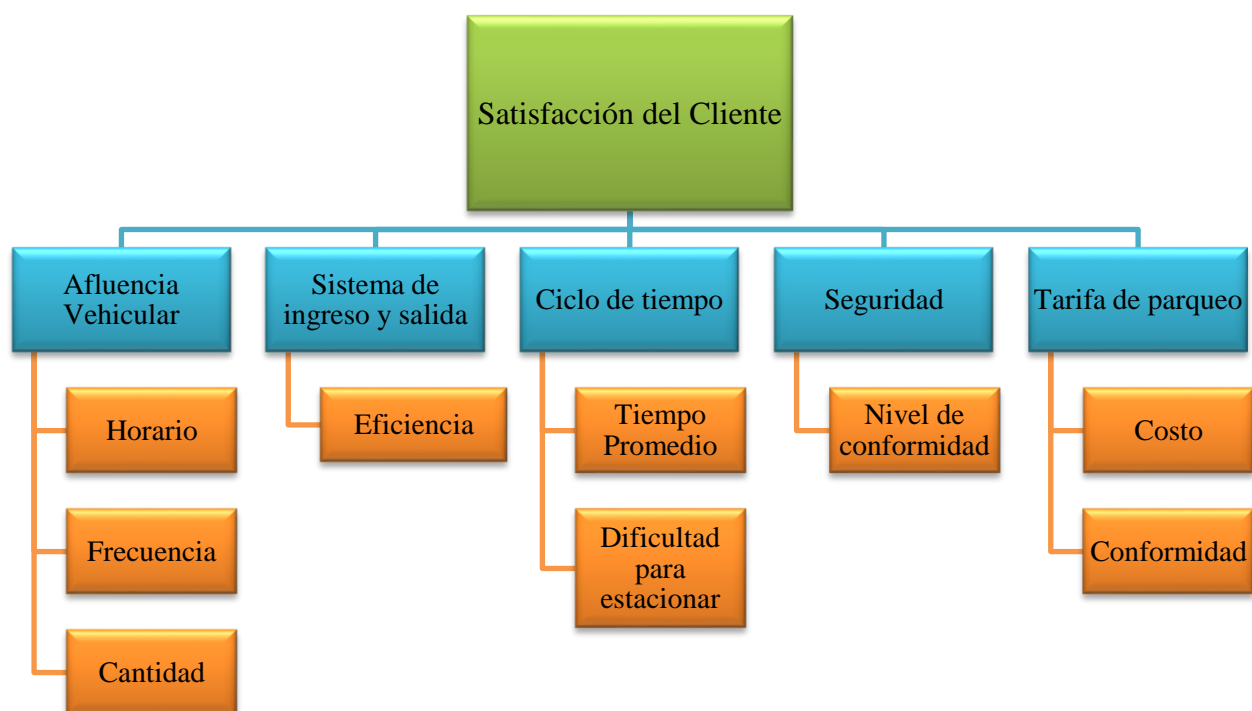 Satisfacción del Cliente
Afluencia
Vehicular
Sistema de
ingreso y salida
Ciclo de tiempo
Seguridad
Tarifa de parqueo
Horario
Frecuencia
Cantidad
Eficiencia
Tiempo
Promedio
Dificultad
para
estacionar
Nivel de
conformidad
Costo
Conformidad